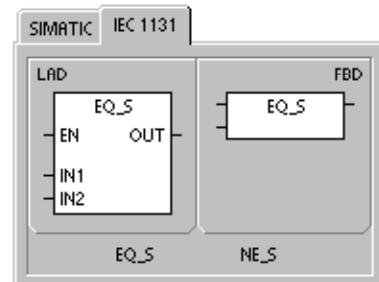 SIMATIC IEC 1131
LAD FBD
EQ_S EQ_S
EN OUT
IN1
IN2
EQ_S NE_S